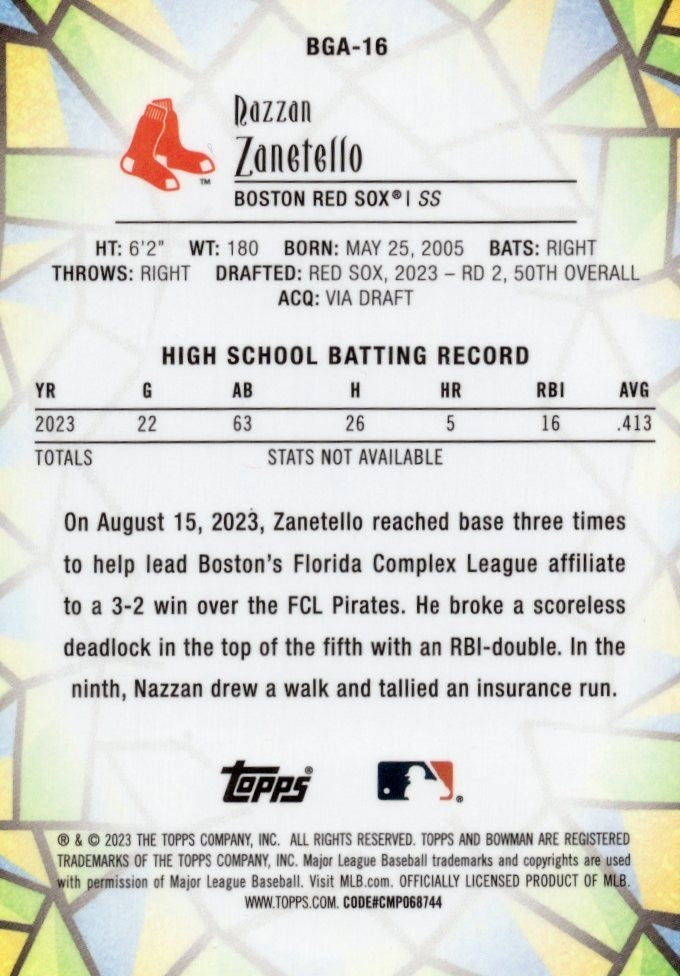 BGA-16
Nazzan
Zanetello
BOSTON RED SOX® | SS
HT: 6'2" WT: 180 BORN: MAY 25, 2005 BATS: RIGHT
THROWS: RIGHT DRAFTED: RED SOX, 2023 – RD 2, 50TH OVERALL
ACQ: VIA DRAFT
HIGH SCHOOL BATTING RECORD
YR G AB H HR RBI AVG
2023 22 63 26 5 16 .413
TOTALS STATS NOT AVAILABLE
On August 15, 2023, Zanetello reached base three times
to help lead Boston's Florida Complex League affiliate
to a 3-2 win over the FCL Pirates. He broke a scoreless
deadlock in the top of the fifth with an RBI-double. In the
ninth, Nazzan drew a walk and tallied an insurance run.
Topps®
® & © 2023 THE TOPPS COMPANY, INC. ALL RIGHTS RESERVED. TOPPS AND BOWMAN ARE REGISTERED
TRADEMARKS OF THE TOPPS COMPANY, INC. Major League Baseball trademarks and copyrights are used
with permission of Major League Baseball. Visit MLB.com. OFFICIALLY LICENSED PRODUCT OF MLB.
WWW.TOPPS.COM. CODE#CMP068744